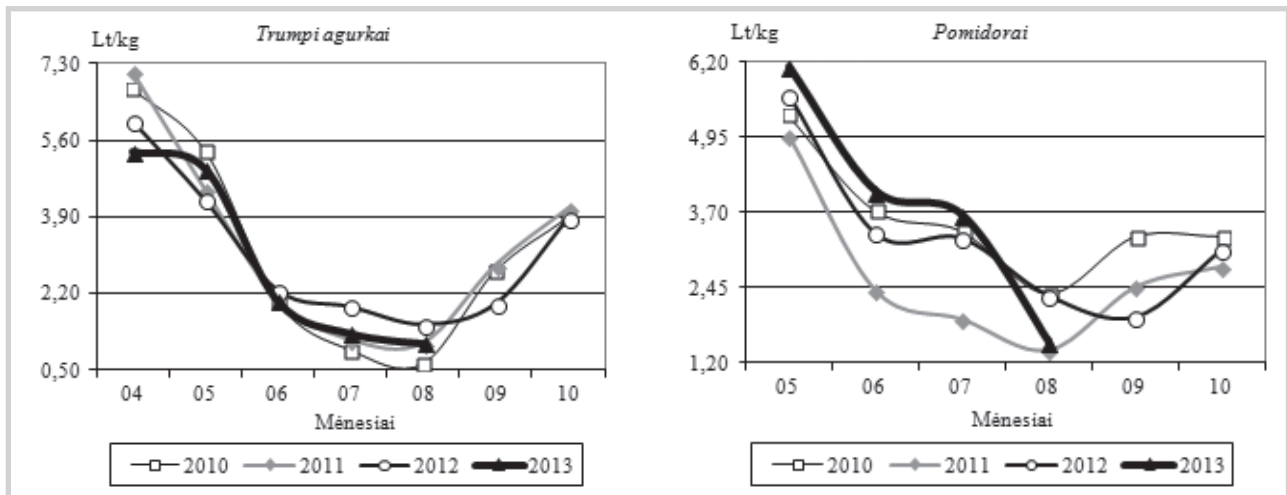 Lt/kg Trumpi agurkai
7,30
5,60
3,90
2,20
0,50
04 05 06 07 08 09 10
Mėnesiai
2010 2011 2012 2013
Lt/kg Pomidorai
6,20
4,95
3,70
2,45
1,20
05 06 07 08 09 10
Mėnesiai
2010 2011 2012 2013